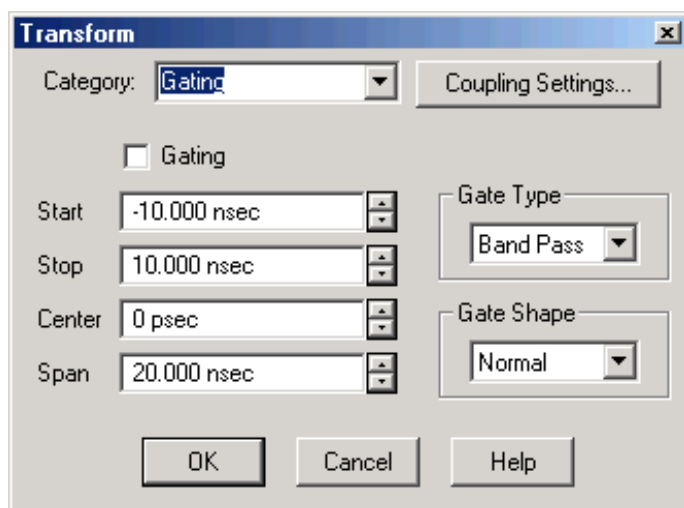 Transform
Category: Gating Coupling Settings...
Gating
Start -10.000 nsec
Stop 10.000 nsec
Center 0 psec
Span 20.000 nsec
Gate Type
Band Pass
Gate Shape
Normal
OK Cancel Help